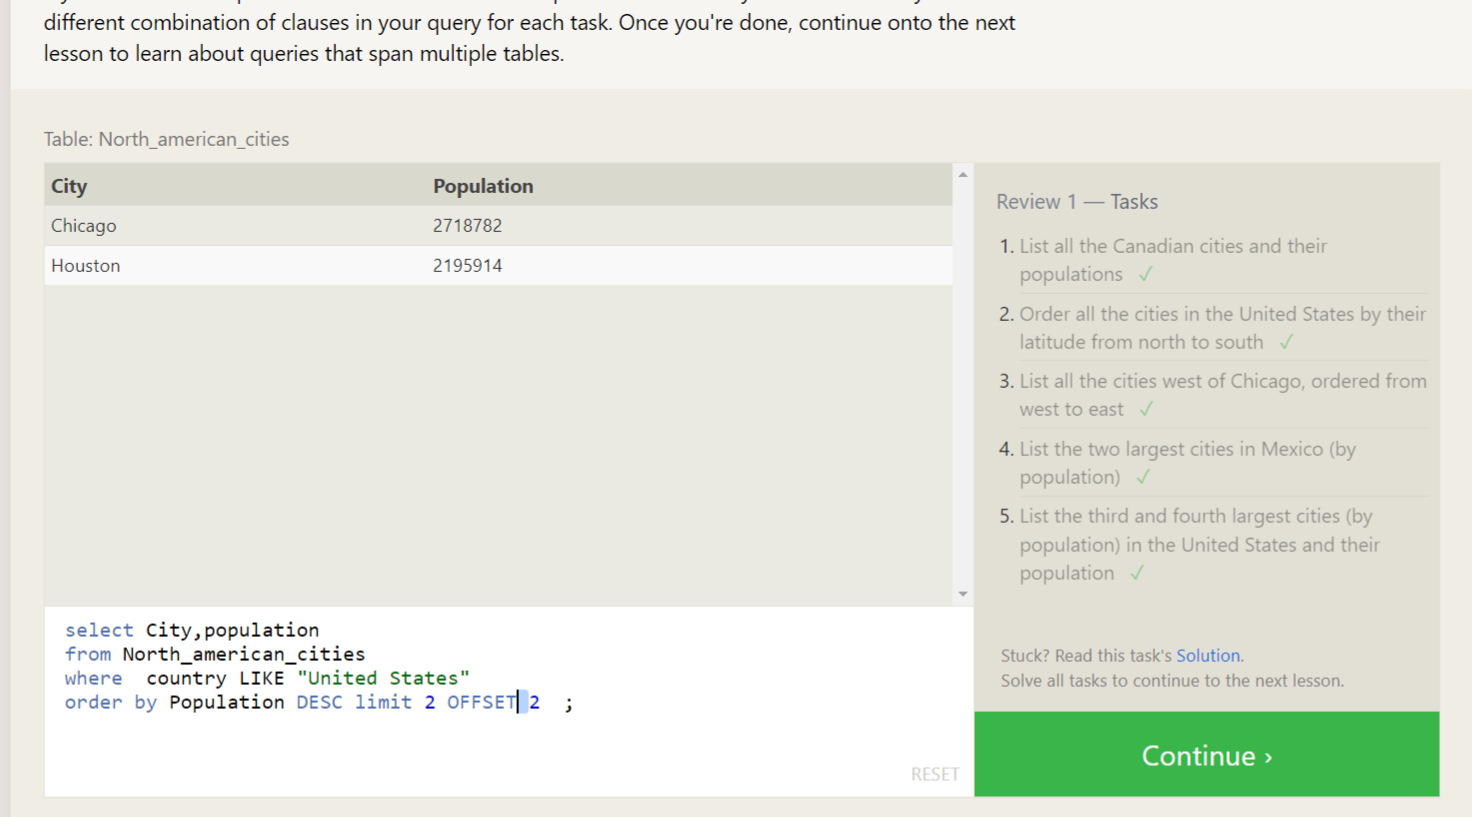 different combination of clauses in your query for each task. Once you're done, continue onto the next
lesson to learn about queries that span multiple tables.
Table: North_american_cities
City Population
Chicago 2718782
Houston 2195914
select City,population
from North_american_cities
where  country LIKE "United States"
order by Population DESC limit 2 OFFSET 2  ;
RESET
Review 1 — Tasks
1. List all the Canadian cities and their
populations ✓
2. Order all the cities in the United States by their
latitude from north to south ✓
3. List all the cities west of Chicago, ordered from
west to east ✓
4. List the two largest cities in Mexico (by
population) ✓
5. List the third and fourth largest cities (by
population) in the United States and their
population ✓
Stuck? Read this task's Solution.
Solve all tasks to continue to the next lesson.
Continue ›